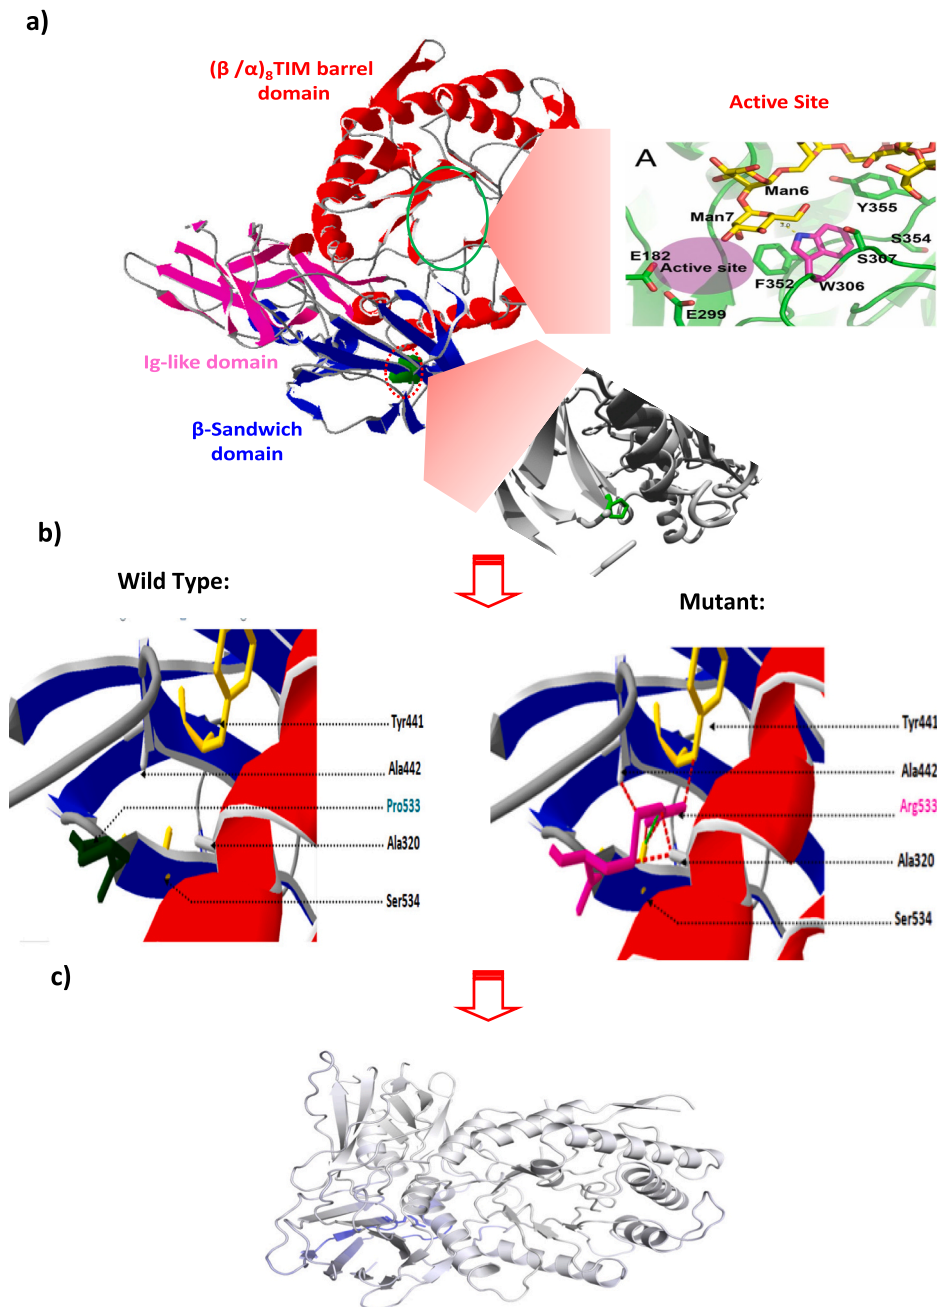 a)
(β /α)₈TIM barrel
domain
Active Site
A
Man6
Y355
Man7
S354
E182
Active site
S307
F352
W306
E299
Ig-like domain
β-Sandwich
domain
b)
Wild Type:
Mutant:
Tyr441
Ala442
Pro533
Ala320
Ser534
Tyr441
Ala442
Arg533
Ala320
Ser534
c)